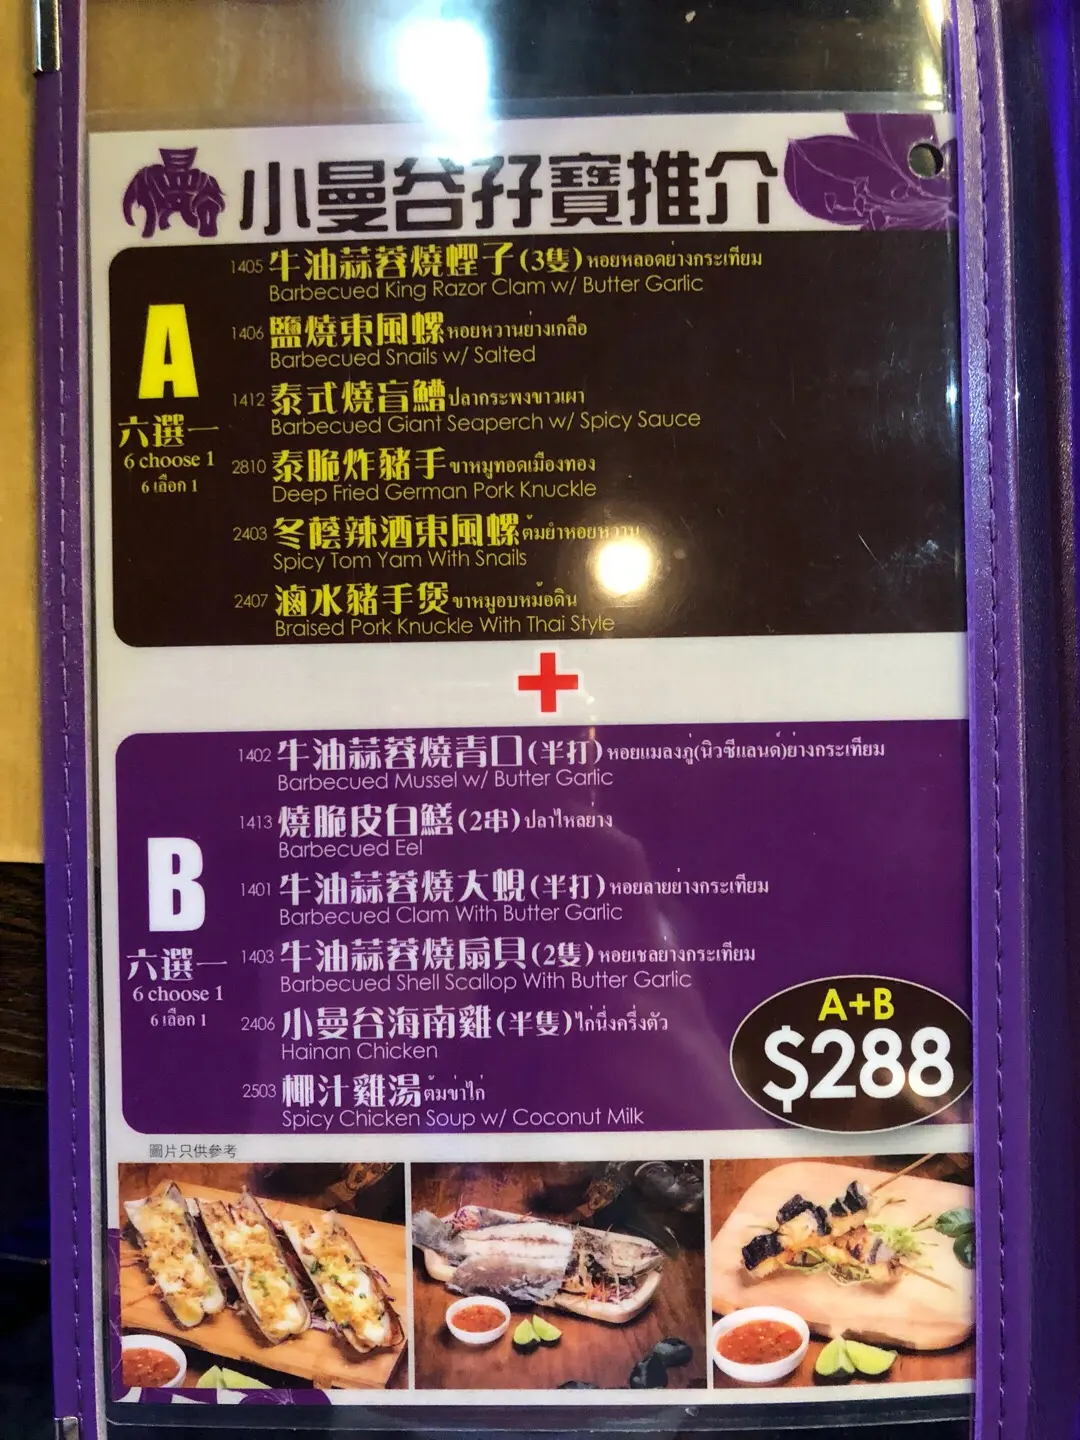 小曼谷孖寶推介
A
六選一
6 choose 1
6 เลือก 1
1405 牛油蒜蓉燒蟶子(3隻)หอยหลอดย่างกระเทียม
Barbecued King Razor Clam w/ Butter Garlic
1406 鹽燒東風螺หอยหวานย่างเกลือ
Barbecued Snails w/ Salted
1412 泰式燒盲鰽ปลากระพงขาวเผา
Barbecued Giant Seaperch w/ Spicy Sauce
2810 泰脆炸豬手ขาหมูทอดเมืองทอง
Deep Fried German Pork Knuckle
2403 冬蔭辣酒東風螺ต้มยำหอยหวาน
Spicy Tom Yam With Snails
2407 滷水豬手煲ขาหมูอบหม้อดิน
Braised Pork Knuckle With Thai Style
+
B
六選一
6 choose 1
6 เลือก 1
1402 牛油蒜蓉燒青口(半打)หอยแมลงภู่(นิวซีแลนด์)ย่างกระเทียม
Barbecued Mussel w/ Butter Garlic
1413 燒脆皮白鱔(2串)ปลาไหลย่าง
Barbecued Eel
1401 牛油蒜蓉燒大蜆(半打)หอยลายย่างกระเทียม
Barbecued Clam With Butter Garlic
1403 牛油蒜蓉燒扇貝(2隻)หอยเชลย่างกระเทียม
Barbecued Shell Scallop With Butter Garlic
2406 小曼谷海南雞(半隻)ไก่นึ่งครึ่งตัว
Hainan Chicken
2503 椰汁雞湯ต้มข่าไก่
Spicy Chicken Soup w/ Coconut Milk
A+B
$288
圖片只供參考